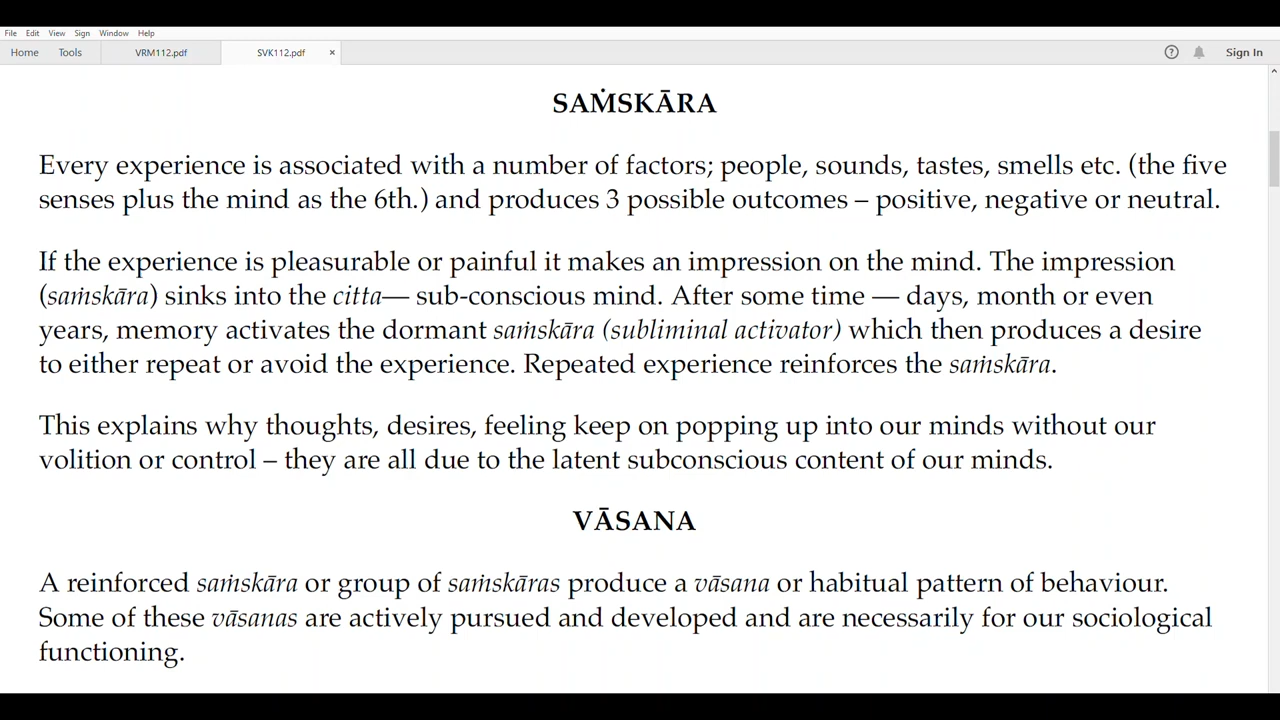 File Edit View Sign Window Help
Home Tools VRM112.pdf SVK112.pdf × ? Sign In
SAṀSKĀRA
Every experience is associated with a number of factors; people, sounds, tastes, smells etc. (the five
senses plus the mind as the 6th.) and produces 3 possible outcomes – positive, negative or neutral.
If the experience is pleasurable or painful it makes an impression on the mind. The impression
(saṁskāra) sinks into the citta— sub-conscious mind. After some time — days, month or even
years, memory activates the dormant saṁskāra (subliminal activator) which then produces a desire
to either repeat or avoid the experience. Repeated experience reinforces the saṁskāra.
This explains why thoughts, desires, feeling keep on popping up into our minds without our
volition or control – they are all due to the latent subconscious content of our minds.
VĀSANA
A reinforced saṁskāra or group of saṁskāras produce a vāsana or habitual pattern of behaviour.
Some of these vāsanas are actively pursued and developed and are necessarily for our sociological
functioning.